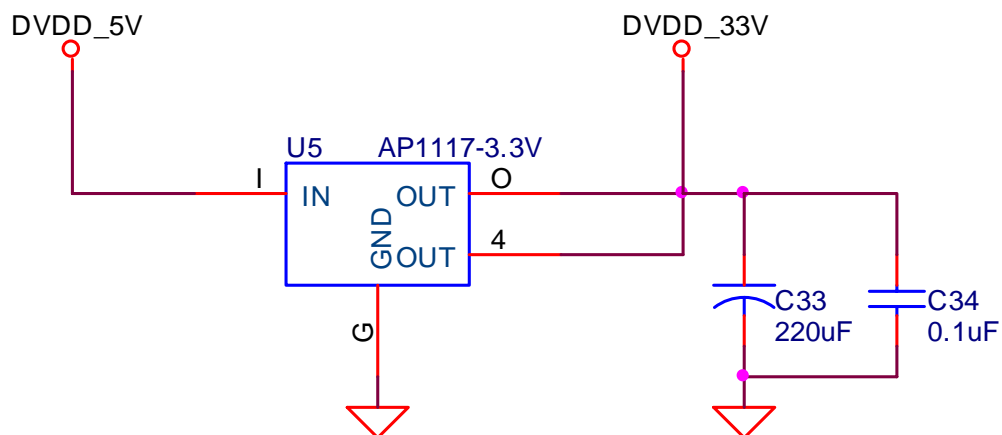 DVDD_5V
DVDD_33V
U5
AP1117-3.3V
I
IN
OUT
O
GND
OUT
4
G
C33
220uF
C34
0.1uF